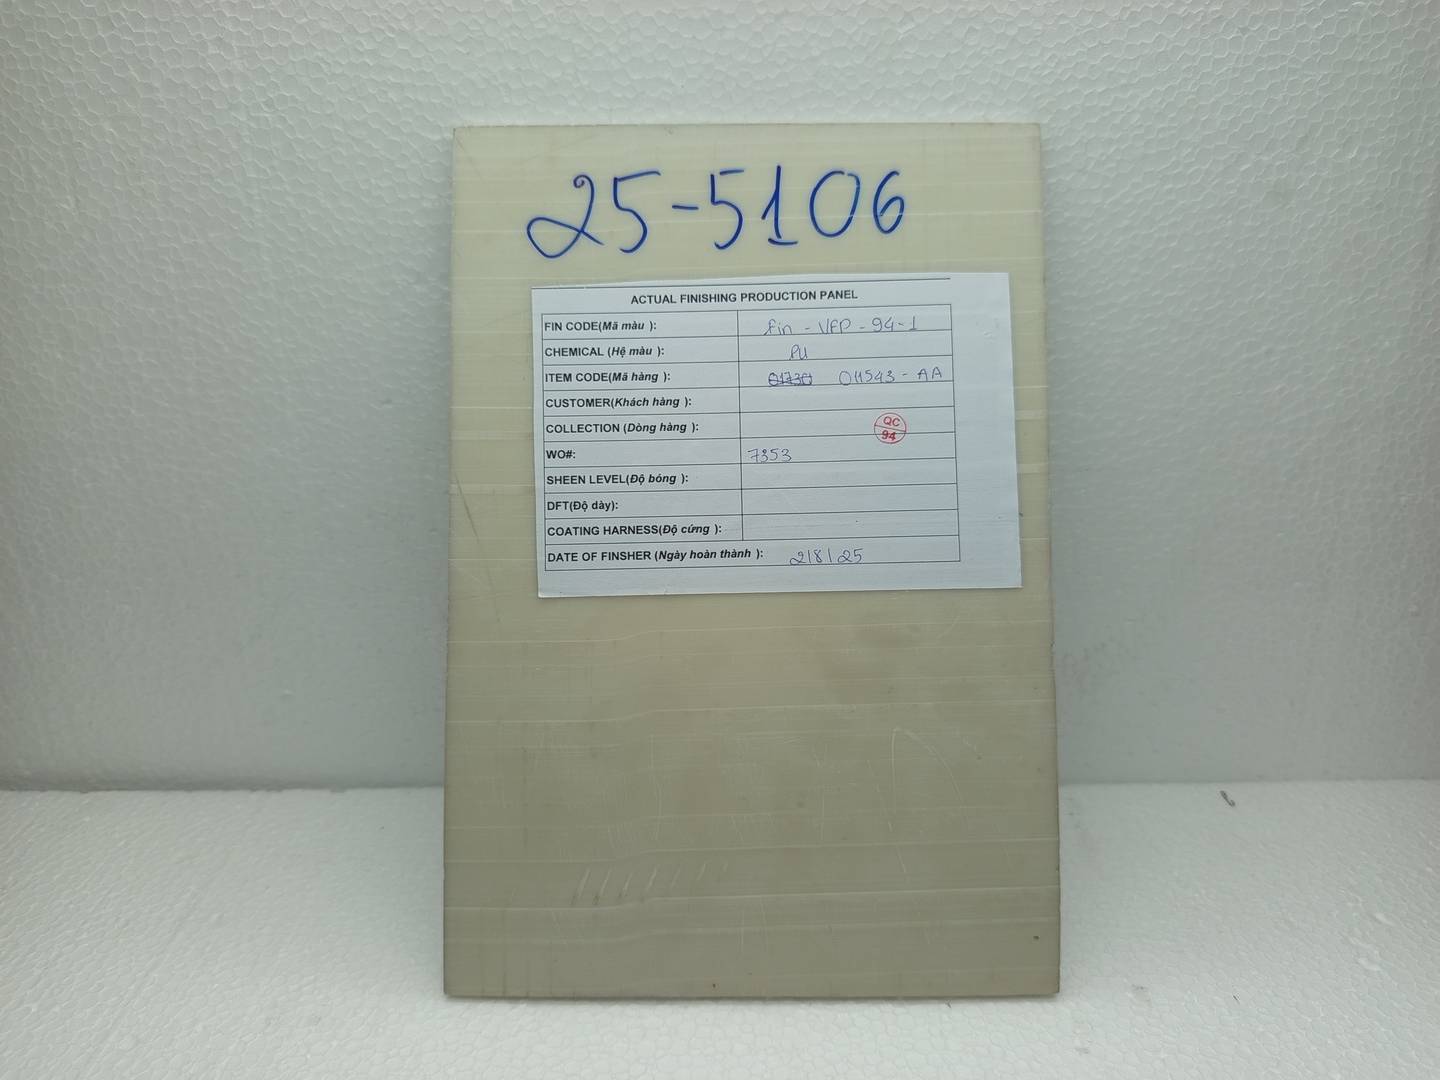 25-5106
ACTUAL FINISHING PRODUCTION PANEL
FIN CODE(Mã màu ): Fin - VFP - 94-1
CHEMICAL (Hệ màu ): PU
ITEM CODE(Mã hàng ): 011543 - AA
CUSTOMER(Khách hàng ):
COLLECTION (Dòng hàng ):
QC
94
WO#: 7353
SHEEN LEVEL(Độ bóng ):
DFT(Độ dày):
COATING HARNESS(Độ cứng ):
DATE OF FINSHER (Ngày hoàn thành ): 2/8/25